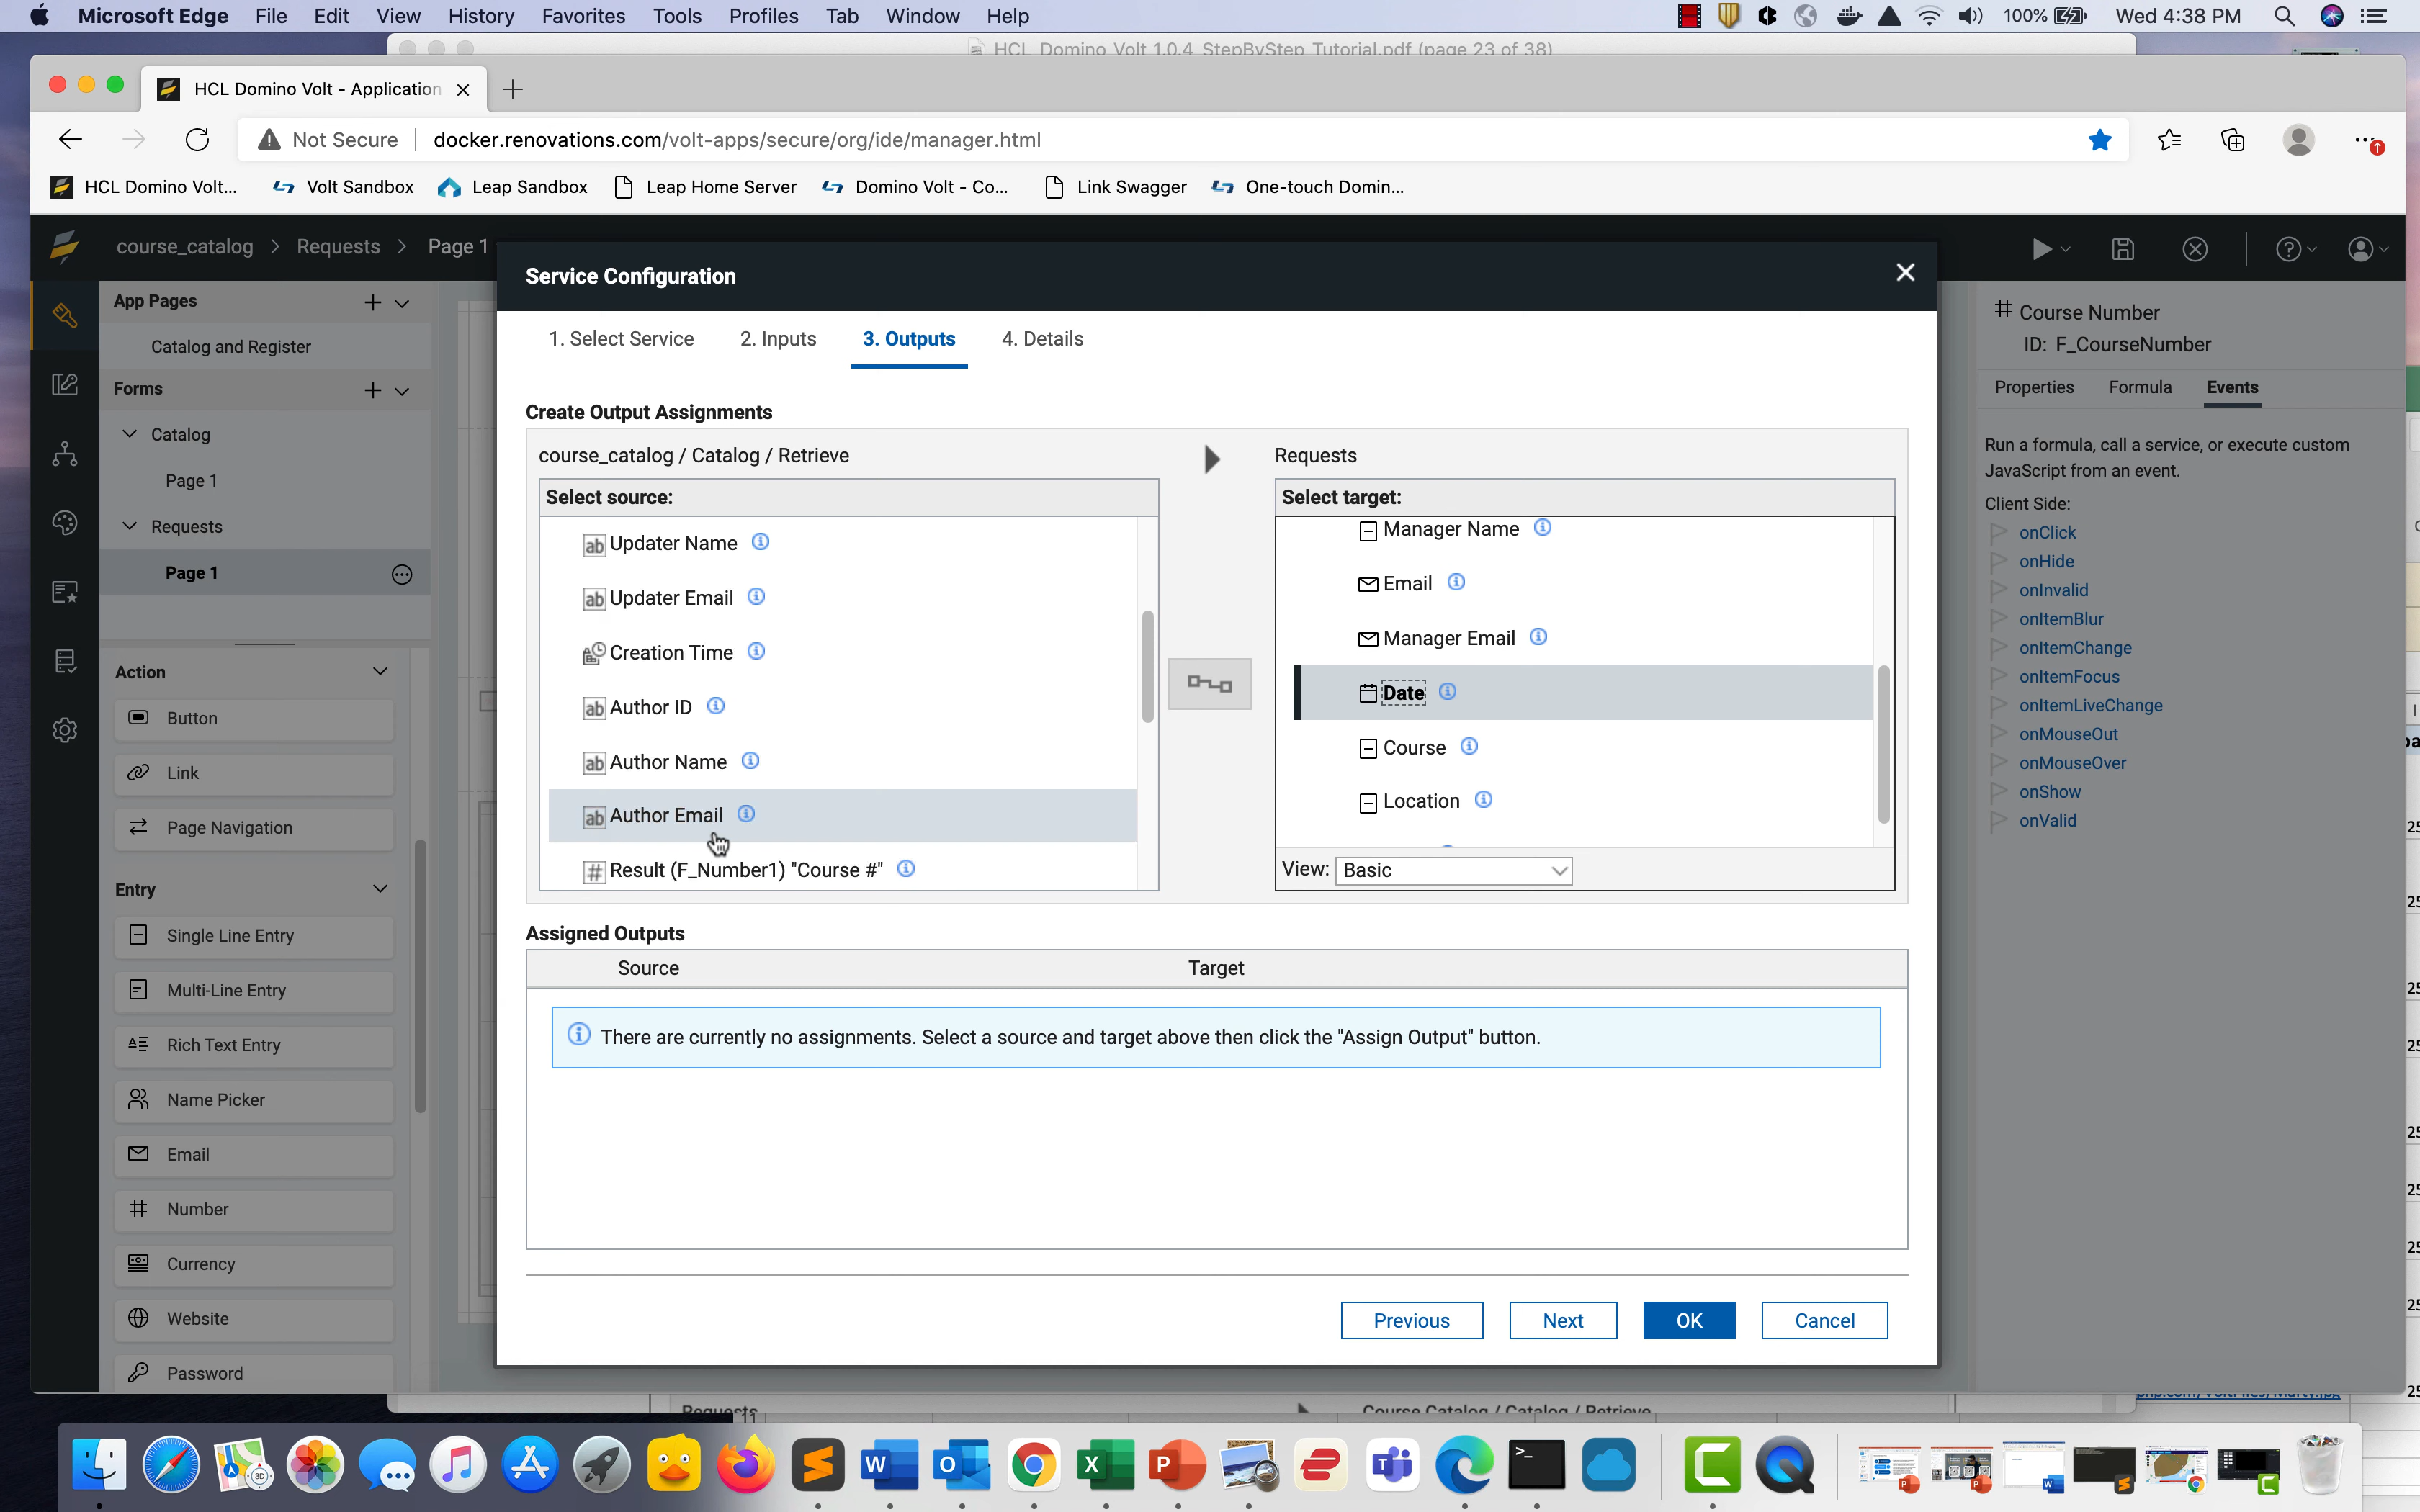 Microsoft Edge File Edit View History Favorites Tools Profiles Tab Window Help 100% Wed 4:38 PM
HCL Domino Volt 1.0.4 StepByStep Tutorial.pdf (page 23 of 38)
HCL Domino Volt - Application
Not Secure docker.renovations.com/volt-apps/secure/org/ide/manager.html
HCL Domino Volt... Volt Sandbox Leap Sandbox Leap Home Server Domino Volt - Co... Link Swagger One-touch Domin...
course_catalog > Requests > Page 1
App Pages
Catalog and Register
Forms
Catalog
Page 1
Requests
Page 1
Action
Button
Link
Page Navigation
Entry
Single Line Entry
Multi-Line Entry
Rich Text Entry
Name Picker
Email
Number
Currency
Website
Password
Service Configuration
1. Select Service 2. Inputs 3. Outputs 4. Details
Create Output Assignments
course_catalog / Catalog / Retrieve
Select source:
Updater Name
Updater Email
Creation Time
Author ID
Author Name
Author Email
Result (F_Number1) "Course #"
Requests
Select target:
Manager Name
Email
Manager Email
Date
Course
Location
View: Basic
Assigned Outputs
Source Target
There are currently no assignments. Select a source and target above then click the "Assign Output" button.
Previous Next OK Cancel
Course Number
ID: F_CourseNumber
Properties Formula Events
Run a formula, call a service, or execute custom
JavaScript from an event.
Client Side:
onClick
onHide
onInvalid
onItemBlur
onItemChange
onItemFocus
onItemLiveChange
onMouseOut
onMouseOver
onShow
onValid
Requests 11 Course Catalog / Catalog / Retrieve